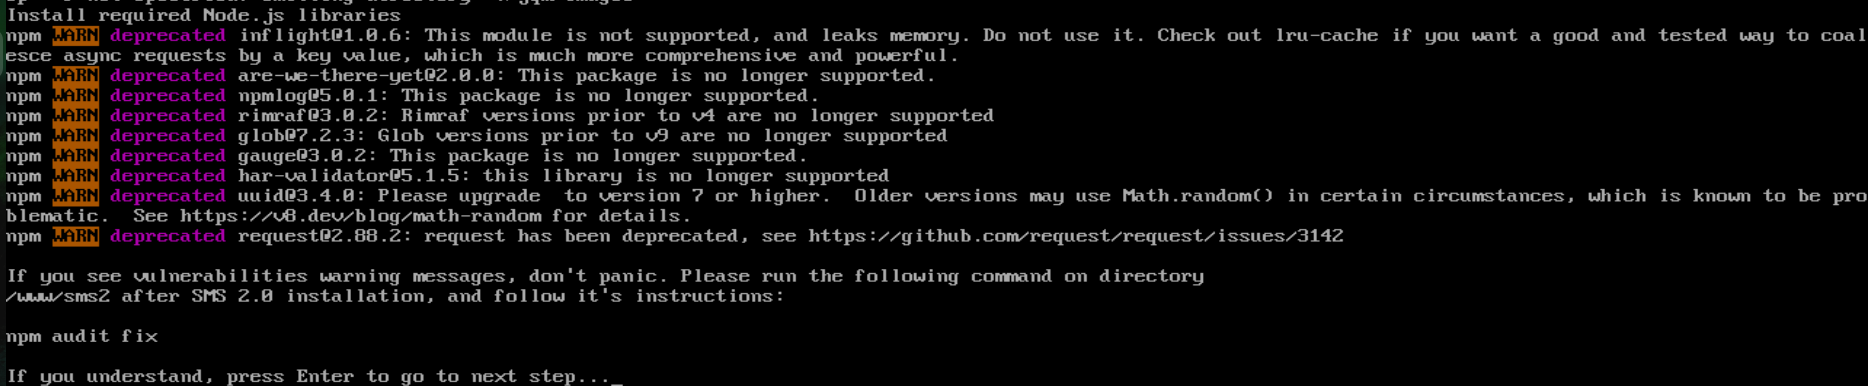 Install required Node.js libraries
npm WARN deprecated inflight@1.0.6: This module is not supported, and leaks memory. Do not use it. Check out lru-cache if you want a good and tested way to coal
esce async requests by a key value, which is much more comprehensive and powerful.
npm WARN deprecated are-we-there-yet@2.0.0: This package is no longer supported.
npm WARN deprecated npmlog@5.0.1: This package is no longer supported.
npm WARN deprecated rimraf@3.0.2: Rimraf versions prior to v4 are no longer supported
npm WARN deprecated glob@7.2.3: Glob versions prior to v9 are no longer supported
npm WARN deprecated gauge@3.0.2: This package is no longer supported.
npm WARN deprecated har-validator@5.1.5: this library is no longer supported
npm WARN deprecated uuid@3.4.0: Please upgrade  to version 7 or higher.  Older versions may use Math.random() in certain circumstances, which is known to be pro
blematic.  See https://v8.dev/blog/math-random for details.
npm WARN deprecated request@2.88.2: request has been deprecated, see https://github.com/request/request/issues/3142
If you see vulnerabilities warning messages, don't panic. Please run the following command on directory
/www/sms2 after SMS 2.0 installation, and follow it's instructions:
npm audit fix
If you understand, press Enter to go to next step..._